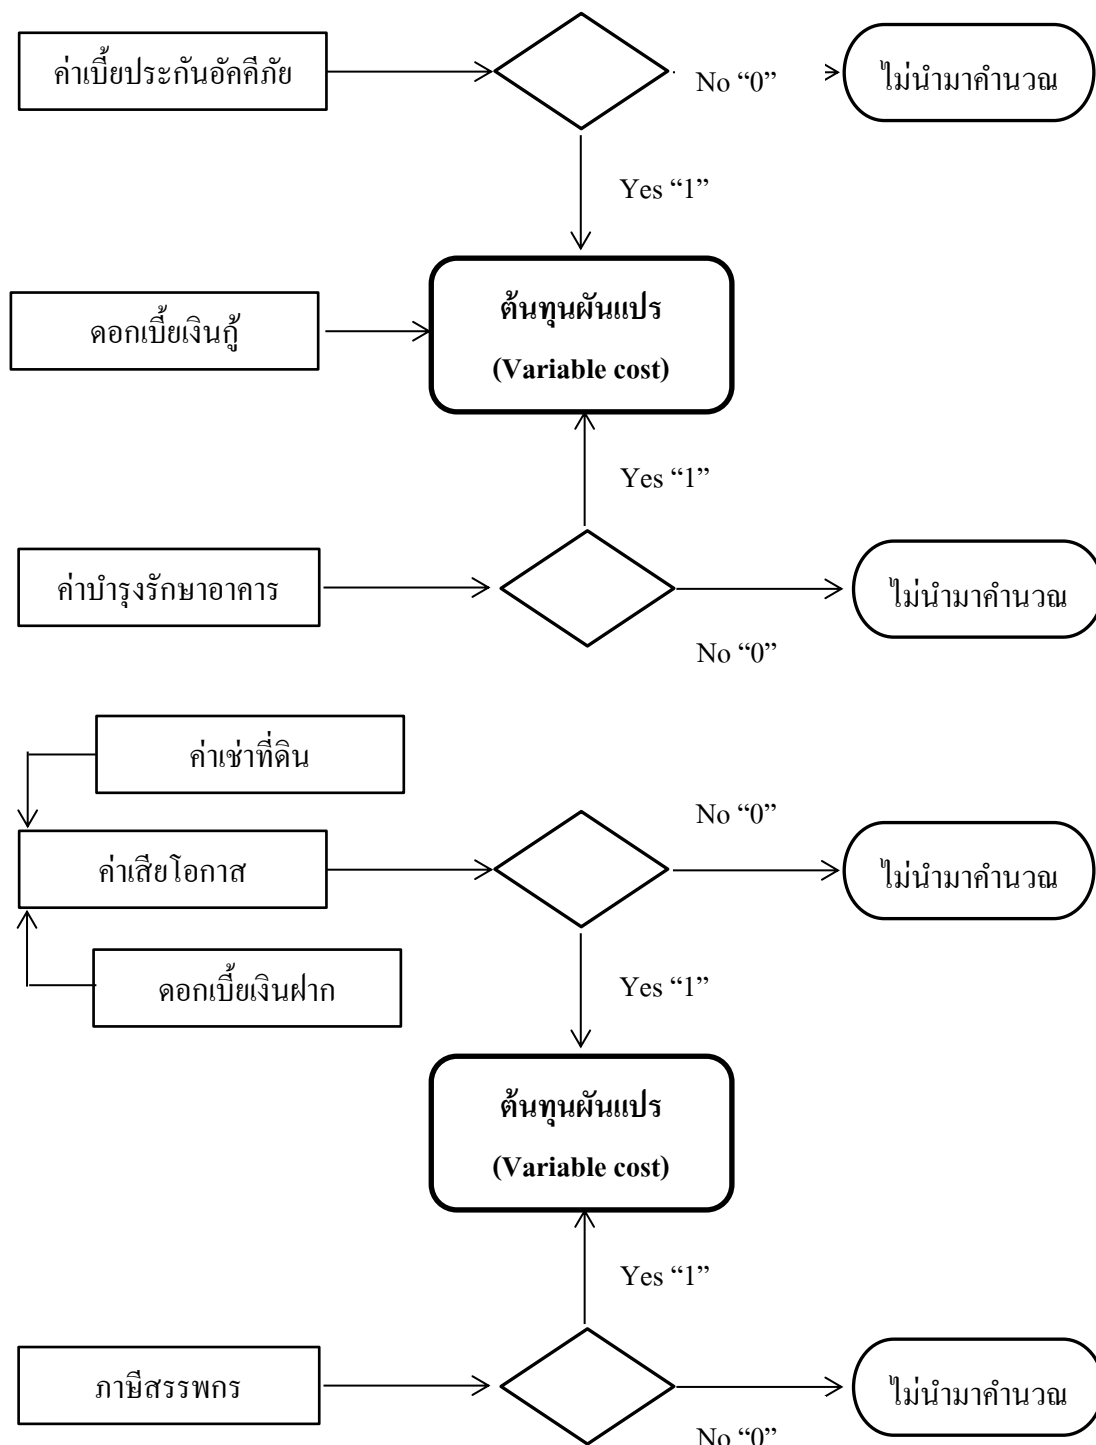 ค่าเบี้ยประกันอัคคีภัย
No “0”
ไม่นำมาคำนวณ
Yes “1”
ต้นทุนผันแปร
(Variable cost)
ดอกเบี้ยเงินกู้
Yes “1”
ค่าบำรุงรักษาอาคาร
ไม่นำมาคำนวณ
No “0”
ค่าเช่าที่ดิน
No “0”
ค่าเสียโอกาส
ไม่นำมาคำนวณ
ดอกเบี้ยเงินฝาก
Yes “1”
ต้นทุนผันแปร
(Variable cost)
Yes “1”
ภาษีสรรพกร
ไม่นำมาคำนวณ
No “0”